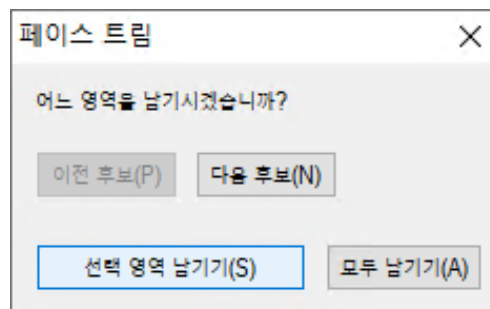 페이스 트림
어느 영역을 남기시겠습니까?
이전 후보(P) 다음 후보(N)
선택 영역 남기기(S) 모두 남기기(A)